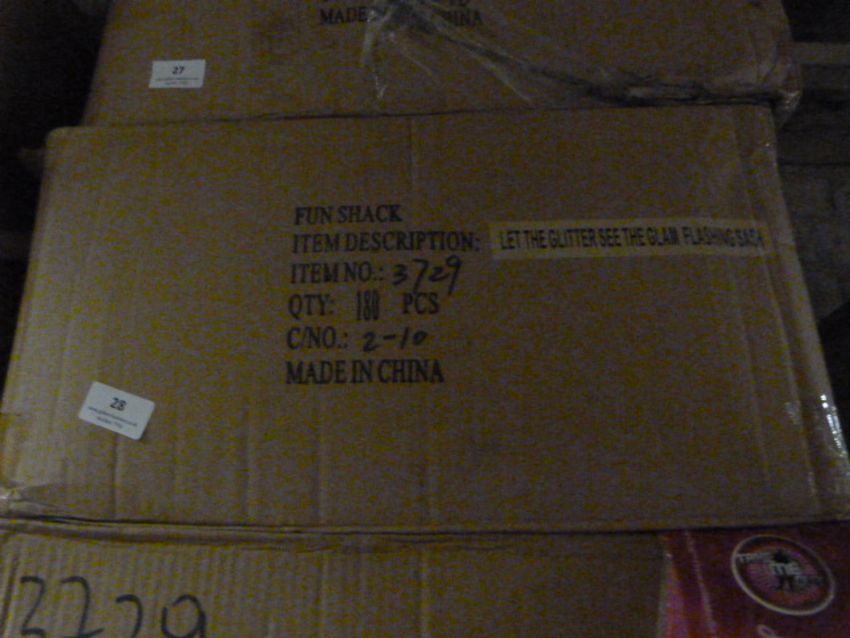 MADE IN CHINA
27
FUN SHACK
ITEM DESCRIPTION: LET THE GLITTER SEE THE GLAM FLASHING SASH
ITEM NO.: 3729
QTY: 180 PCS
C/NO.: 2-10
MADE IN CHINA
28
3729